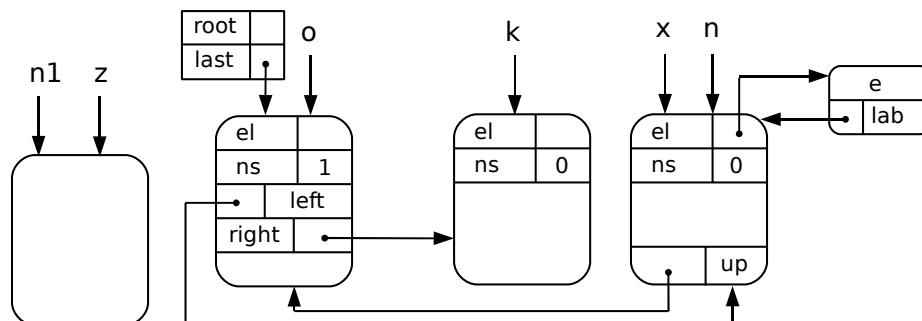 root
last
o
k
x n
n1 z
e
lab
el
ns 1
left
right
el
ns 0
el
ns 0
up